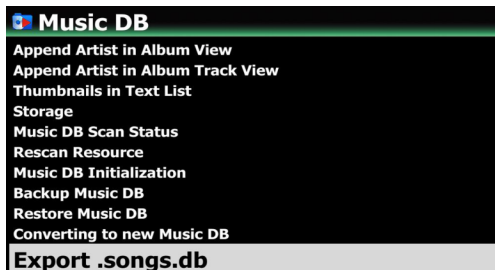 Music DB
Append Artist in Album View
Append Artist in Album Track View
Thumbnails in Text List
Storage
Music DB Scan Status
Rescan Resource
Music DB Initialization
Backup Music DB
Restore Music DB
Converting to new Music DB
Export .songs.db